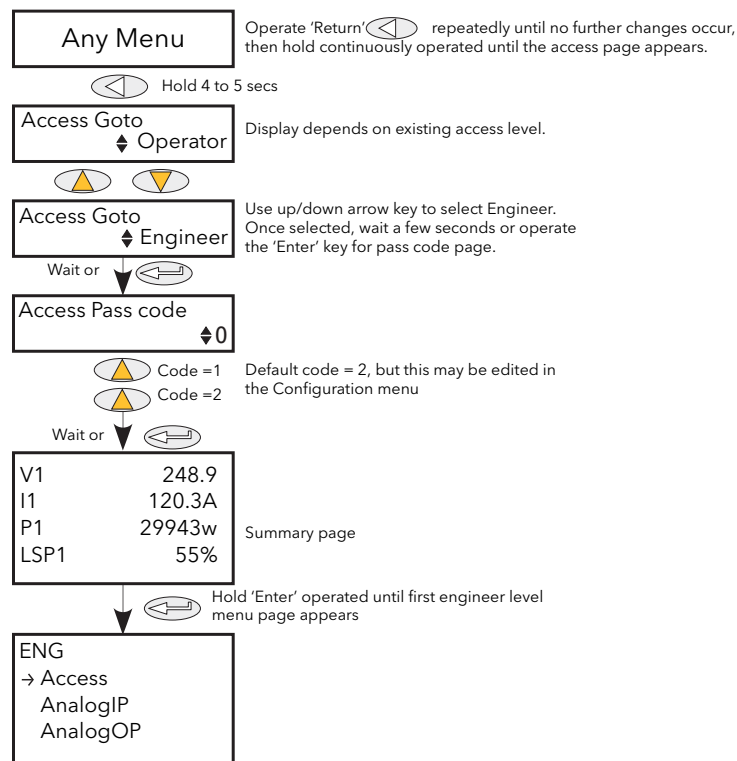 Any Menu
Operate ‘Return’ repeatedly until no further changes occur,
then hold continuously operated until the access page appears.
Hold 4 to 5 secs
Access Goto
Operator
Display depends on existing access level.
Access Goto
Engineer
Use up/down arrow key to select Engineer.
Once selected, wait a few seconds or operate
the ‘Enter’ key for pass code page.
Wait or
Access Pass code
0
Code =1
Code =2
Default code = 2, but this may be edited in
the Configuration menu
Wait or
V1 248.9
I1 120.3A
P1 29943w
LSP1 55%
Summary page
Hold ‘Enter’ operated until first engineer level
menu page appears
ENG
→ Access
AnalogIP
AnalogOP